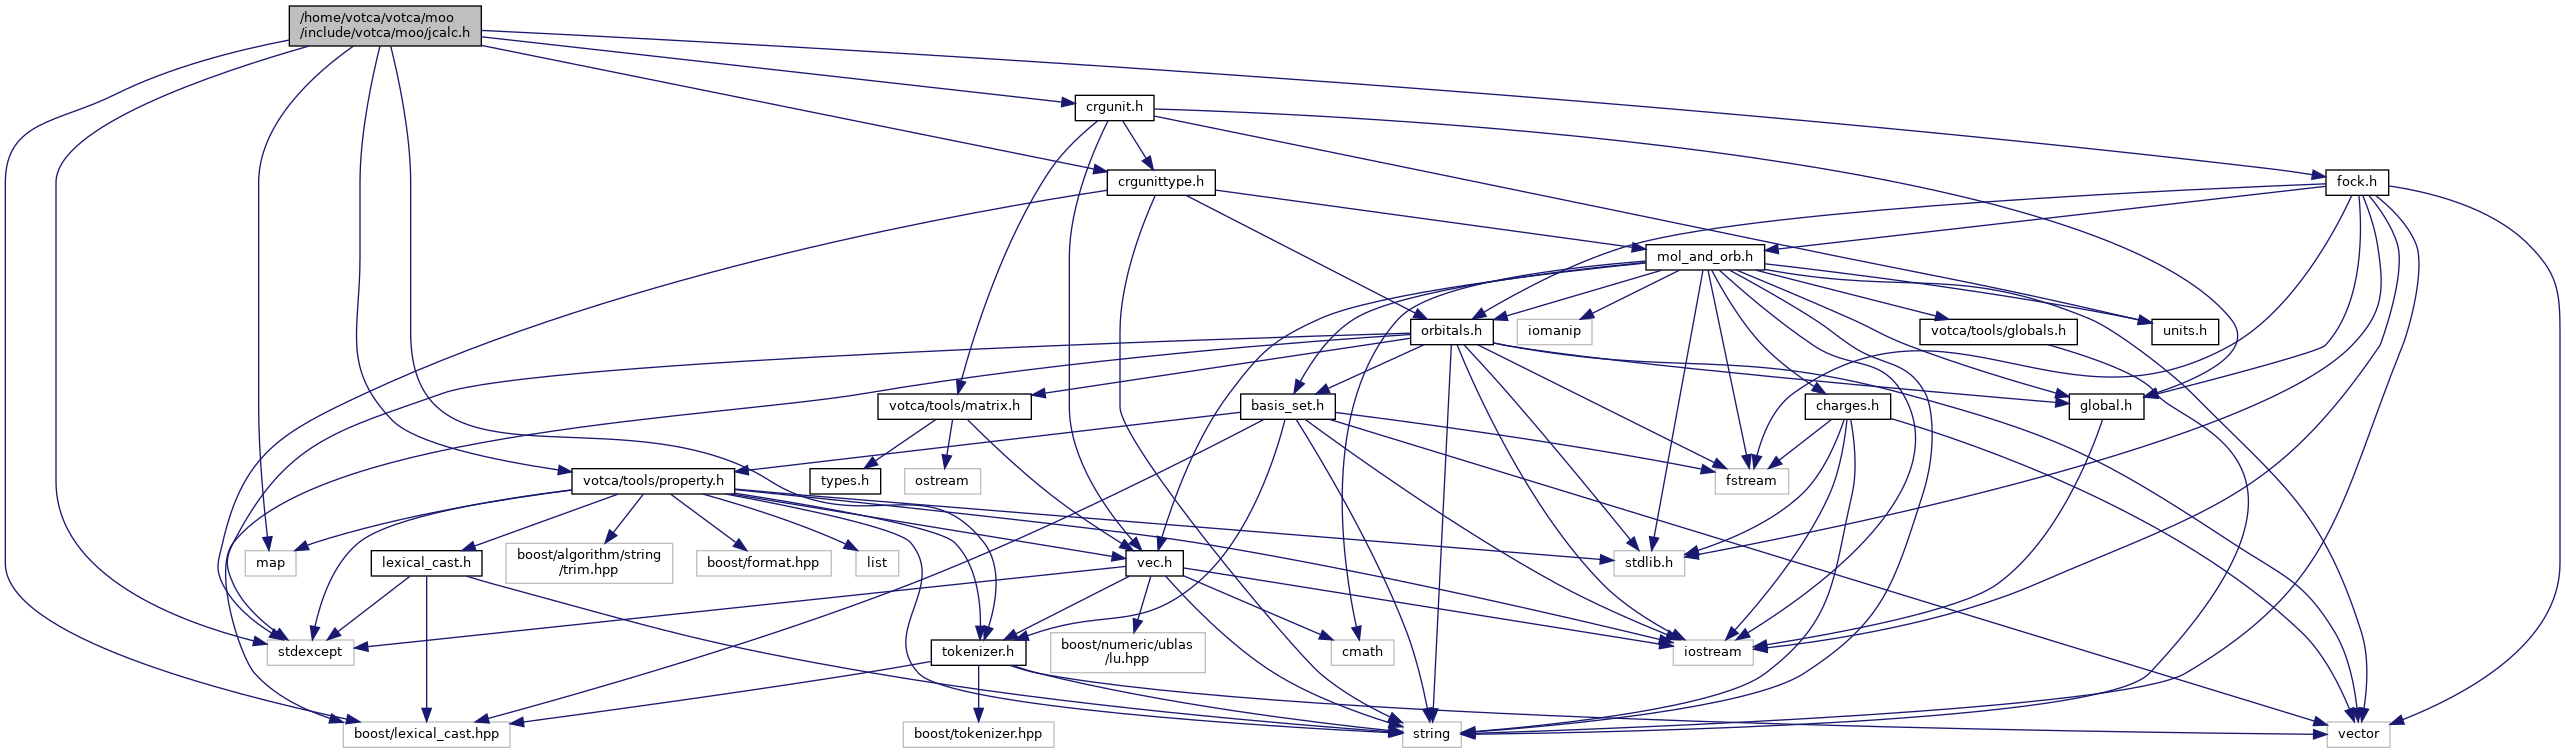 /home/votca/votca/moo
/include/votca/moo/jcalc.h
crgunit.h
crgunittype.h
fock.h
mol_and_orb.h
orbitals.h
iomanip
votca/tools/globals.h
units.h
votca/tools/matrix.h
basis_set.h
charges.h
global.h
votca/tools/property.h
types.h
ostream
fstream
map
lexical_cast.h
boost/algorithm/string
/trim.hpp
boost/format.hpp
list
vec.h
stdlib.h
stdexcept
tokenizer.h
boost/numeric/ublas
/lu.hpp
cmath
iostream
boost/lexical_cast.hpp
boost/tokenizer.hpp
string
vector